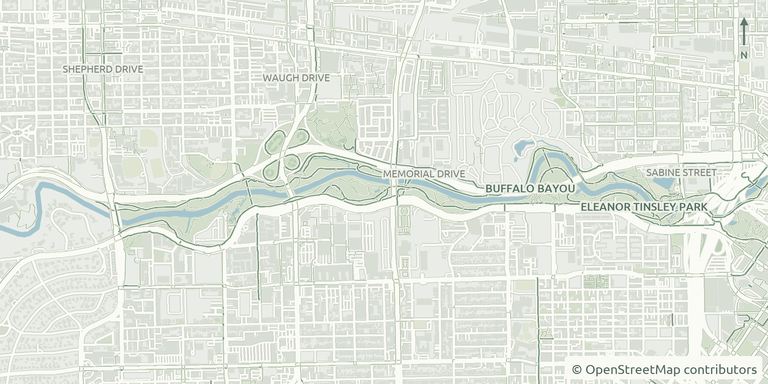 N
SHEPHERD DRIVE
WAUGH DRIVE
MEMORIAL DRIVE
SABINE STREET
BUFFALO BAYOU
ELEANOR TINSLEY PARK
© OpenStreetMap contributors